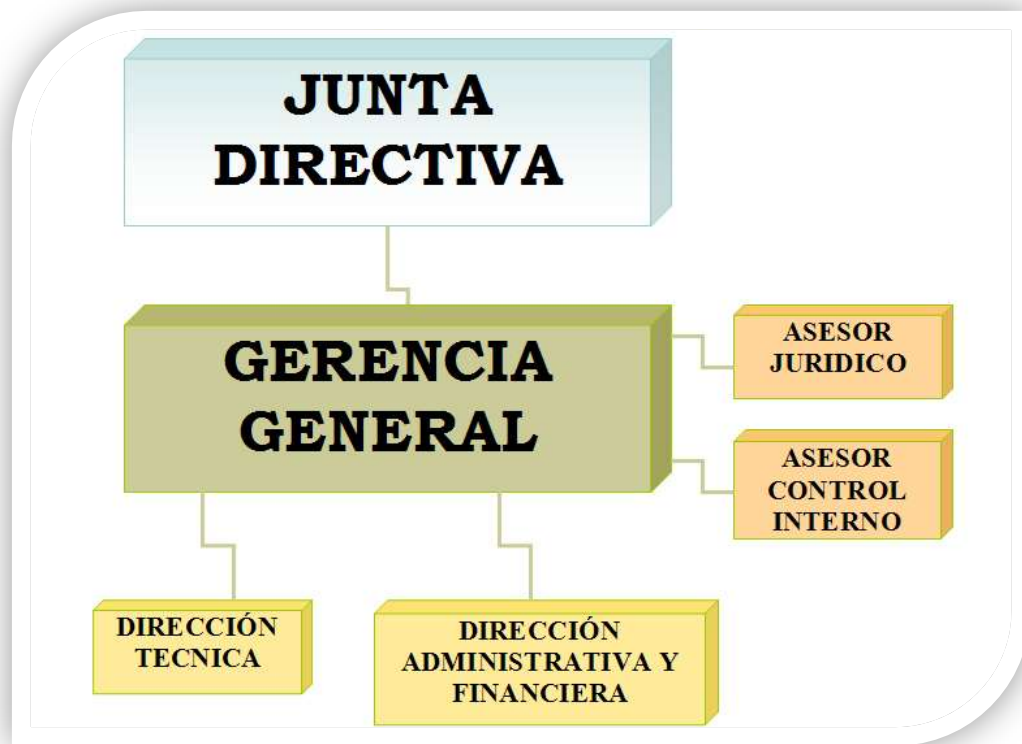 JUNTA
DIRECTIVA
GERENCIA
GENERAL
ASESOR
JURIDICO
ASESOR
CONTROL
INTERNO
DIRECCIÓN
TECNICA
DIRECCIÓN
ADMINISTRATIVA Y
FINANCIERA